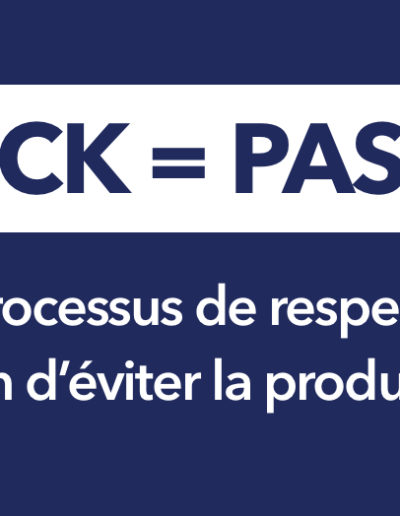 CK = PAS
rocessus de respe
n d’éviter la produ